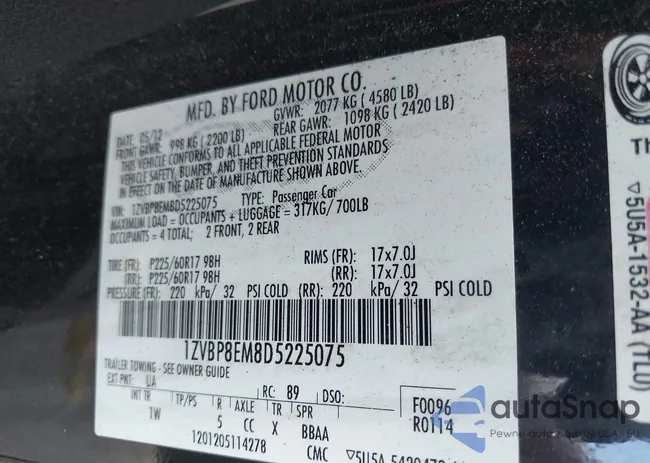 MFD. BY FORD MOTOR CO.
DATE: 05/12 GVWR: 2077 KG ( 4580 LB)
FRONT GAWR: 998 KG ( 2200 LB) REAR GAWR: 1098 KG ( 2420 LB)
THIS VEHICLE CONFORMS TO ALL APPLICABLE FEDERAL MOTOR
VEHICLE SAFETY, BUMPER, AND THEFT PREVENTION STANDARDS
IN EFFECT ON THE DATE OF MANUFACTURE SHOWN ABOVE.
VIN: 1ZVBP8EM8D5225075 TYPE: Passenger Car
MAXIMUM LOAD = OCCUPANTS + LUGGAGE = 317KG/ 700LB
OCCUPANTS = 4 TOTAL; 2 FRONT, 2 REAR
TIRE (FR): P225/60R17 98H RIMS (FR): 17x7.0J
(RR): P225/60R17 98H (RR): 17x7.0J
PRESSURE (FR): 220 kPa/ 32 PSI COLD (RR): 220 kPa/ 32 PSI COLD
1ZVBP8EM8D5225075
TRAILER TOWING - SEE OWNER GUIDE
EXT PNT: UA RC: 89 DSO: F0096
INT TR TP/PS R AXLE TR SPR R0114
1W 5 CC X BBAA
1201205114278 CMC
▽5U5A-1532-AA (TLU)
autoSnap
Pewne auto z USA i EU